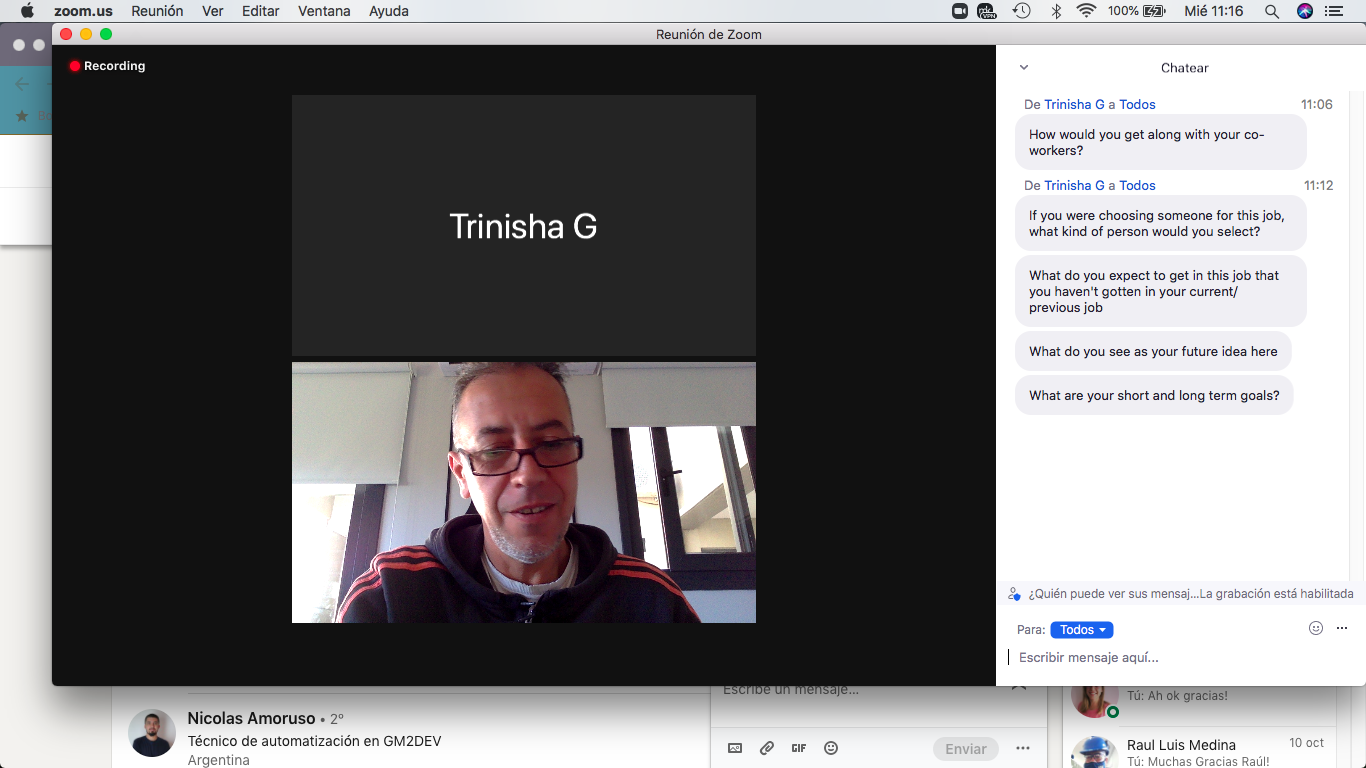 zoom.us Reunión Ver Editar Ventana Ayuda
VPN
100%
Mié 11:16
Reunión de Zoom
Recording
Trinisha G
Chatear
De Trinisha G a Todos 11:06
How would you get along with your co-
workers?
De Trinisha G a Todos 11:12
If you were choosing someone for this job,
what kind of person would you select?
What do you expect to get in this job that
you haven't gotten in your current/
previous job
What do you see as your future idea here
What are your short and long term goals?
¿Quién puede ver sus mensaj...La grabación está habilitada
Para: Todos
Escribir mensaje aquí...
Nicolas Amoruso • 2°
Técnico de automatización en GM2DEV
Argentina
Escribe un mensaje...
GIF
Enviar
Tú: Ah ok gracias!
Raul Luis Medina 10 oct
Tú: Muchas Gracias Raúl!